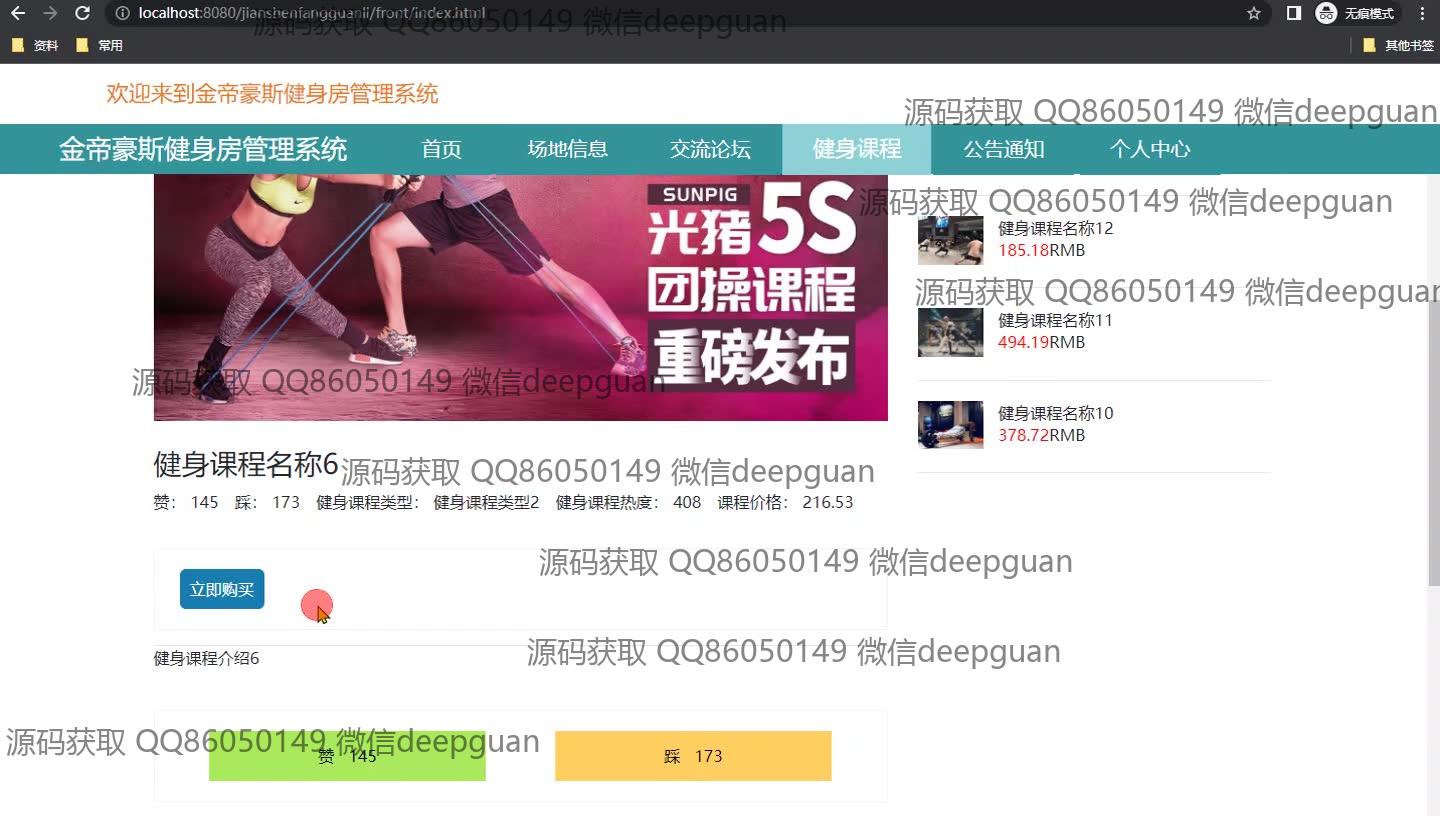 localhost:8080/jianshenfangguanli/front/index.html
无痕模式
资料
常用
其他书签
源码获取 QQ86050149 微信deepguan
欢迎来到金帝豪斯健身房管理系统
源码获取 QQ86050149 微信deepguan
金帝豪斯健身房管理系统
首页
场地信息
交流论坛
健身课程
公告通知
个人中心
SUNPIG
光猪5S
团操课程
重磅发布
源码获取 QQ86050149 微信deepguan
健身课程名称12
185.18RMB
源码获取 QQ86050149 微信deepguan
健身课程名称11
494.19RMB
源码获取 QQ86050149 微信deepguan
健身课程名称10
378.72RMB
健身课程名称6
源码获取 QQ86050149 微信deepguan
赞： 145 踩： 173 健身课程类型： 健身课程类型2 健身课程热度： 408 课程价格： 216.53
源码获取 QQ86050149 微信deepguan
立即购买
源码获取 QQ86050149 微信deepguan
健身课程介绍6
源码获取 QQ86050149 微信deepguan
赞 145
踩 173